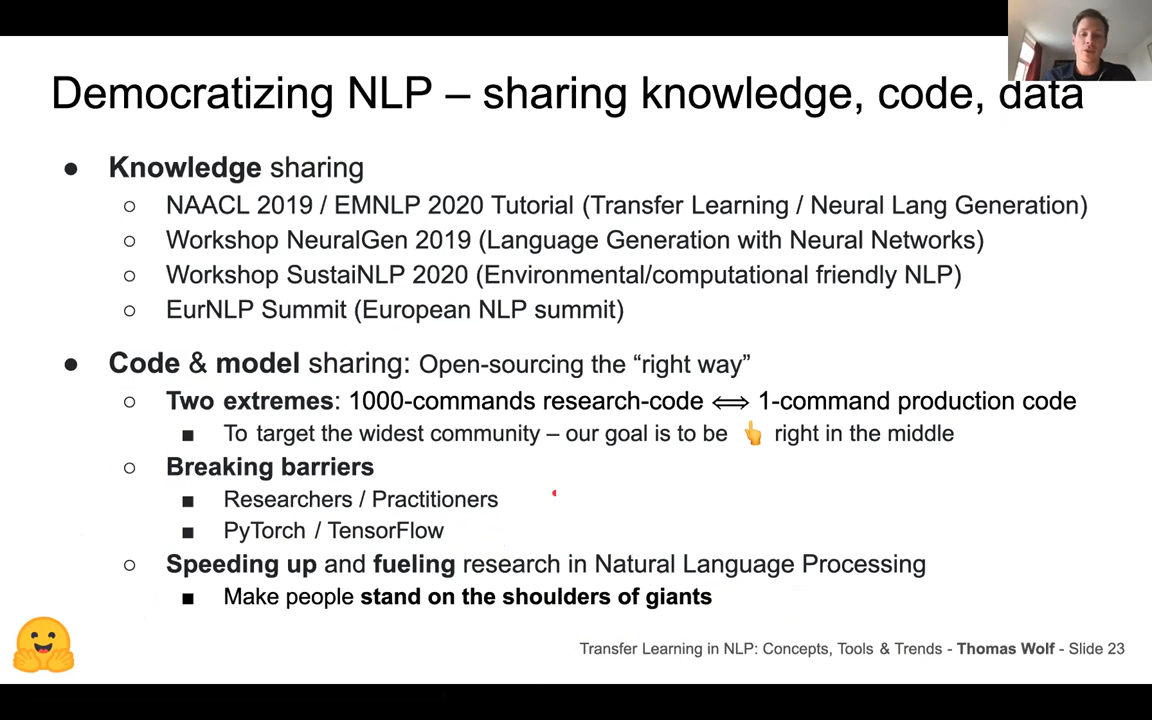 Democratizing NLP – sharing knowledge, code, data
● Knowledge sharing
○ NAACL 2019 / EMNLP 2020 Tutorial (Transfer Learning / Neural Lang Generation)
○ Workshop NeuralGen 2019 (Language Generation with Neural Networks)
○ Workshop SustaiNLP 2020 (Environmental/computational friendly NLP)
○ EurNLP Summit (European NLP summit)
● Code & model sharing: Open-sourcing the “right way”
○ Two extremes: 1000-commands research-code ⟺ 1-command production code
■ To target the widest community – our goal is to be 👆 right in the middle
○ Breaking barriers
■ Researchers / Practitioners
■ PyTorch / TensorFlow
○ Speeding up and fueling research in Natural Language Processing
■ Make people stand on the shoulders of giants
Transfer Learning in NLP: Concepts, Tools & Trends - Thomas Wolf - Slide 23